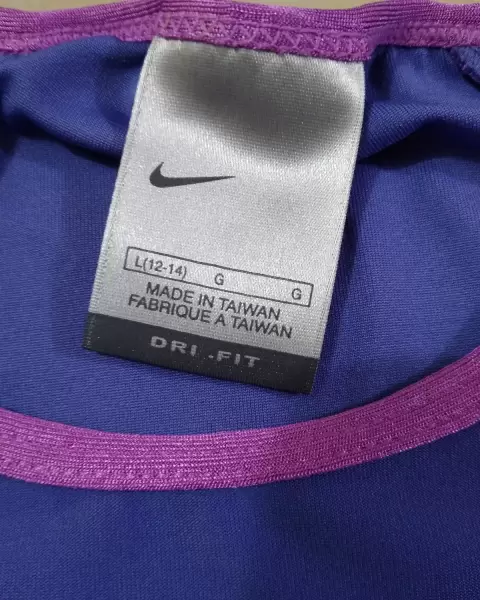 L(12-14) G G
MADE IN TAIWAN
FABRIQUE A TAIWAN
DRI.FIT